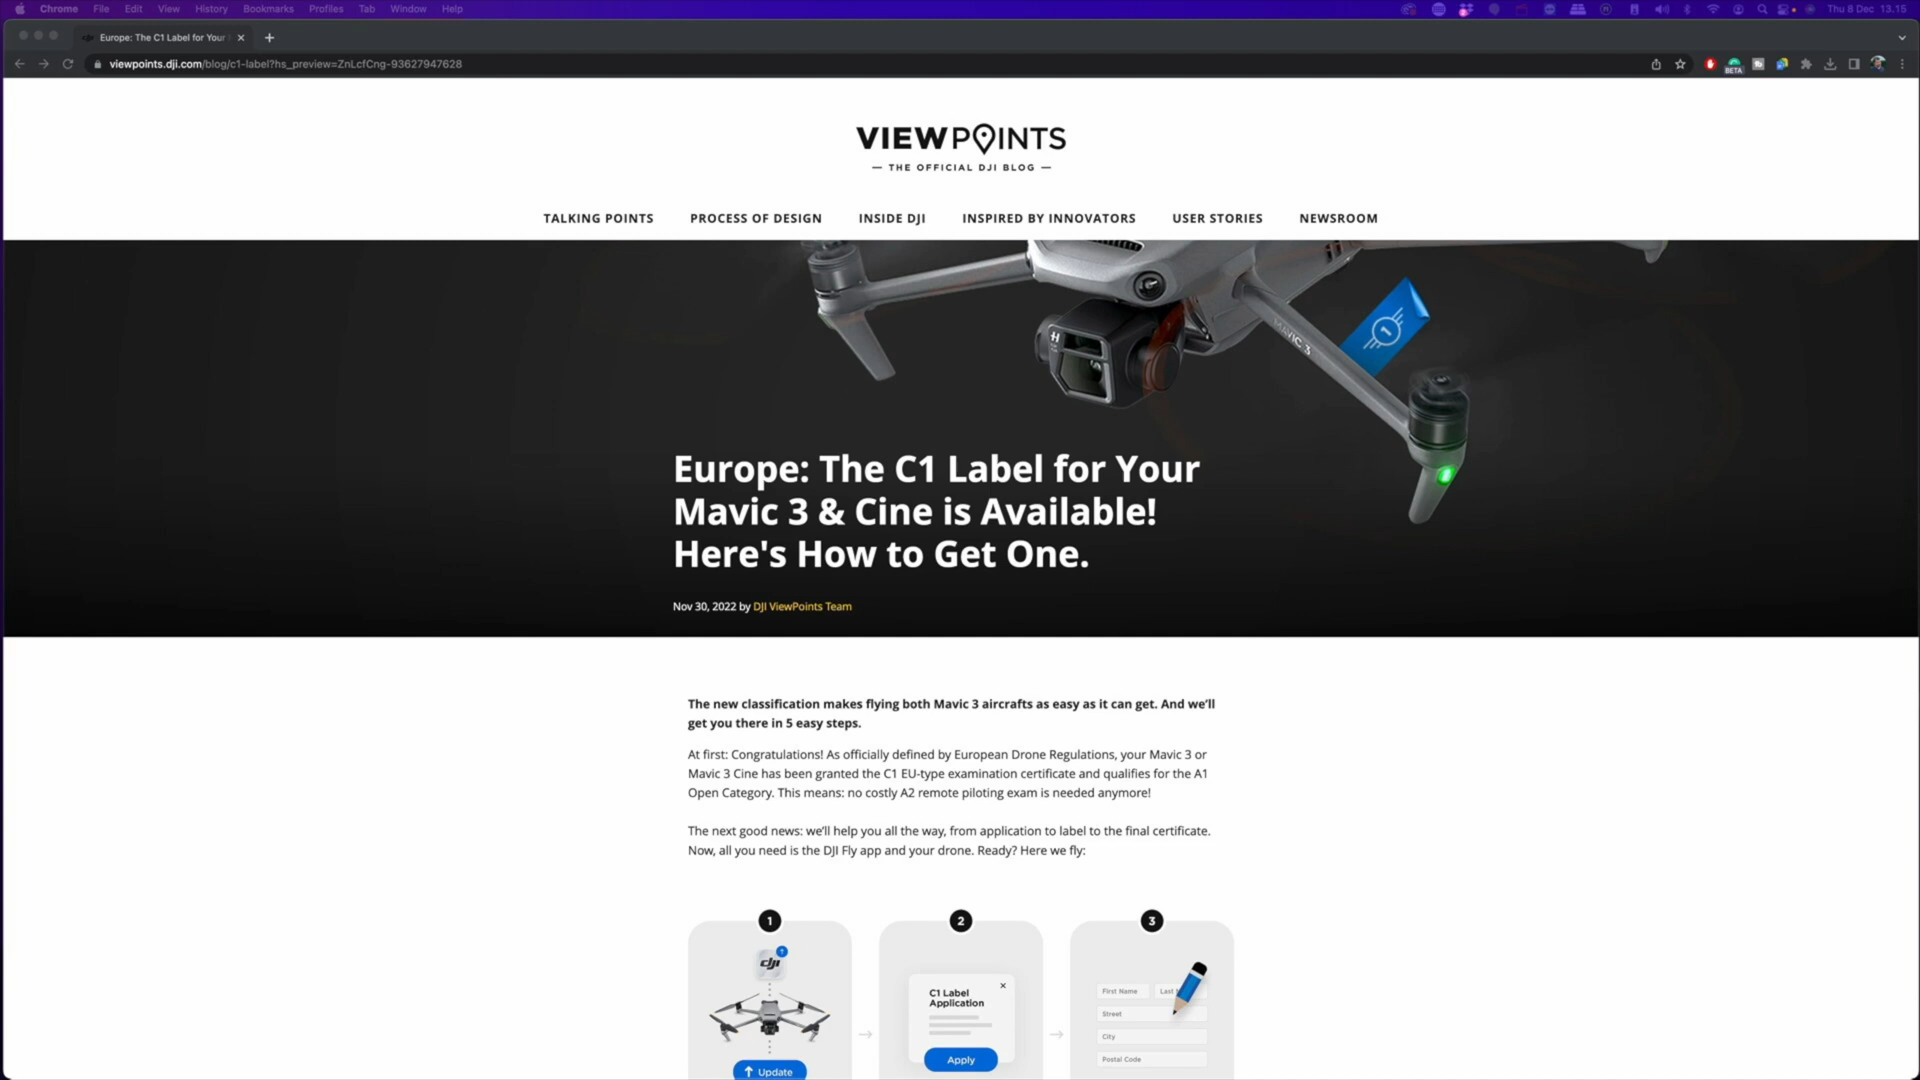 Chrome File Edit View History Bookmarks Profiles Tab Window Help
Thu 8 Dec 13.15
Europe: The C1 Label for Your
viewpoints.dji.com/blog/c1-label?hs_preview=ZnLcfCng-93627947628
BETA
VIEWPOINTS
— THE OFFICIAL DJI BLOG —
TALKING POINTS PROCESS OF DESIGN INSIDE DJI INSPIRED BY INNOVATORS USER STORIES NEWSROOM
1
H
MAVIC 3
Europe: The C1 Label for Your
Mavic 3 & Cine is Available!
Here's How to Get One.
Nov 30, 2022 by DJI ViewPoints Team
The new classification makes flying both Mavic 3 aircrafts as easy as it can get. And we’ll
get you there in 5 easy steps.
At first: Congratulations! As officially defined by European Drone Regulations, your Mavic 3 or
Mavic 3 Cine has been granted the C1 EU-type examination certificate and qualifies for the A1
Open Category. This means: no costly A2 remote piloting exam is needed anymore!
The next good news: we’ll help you all the way, from application to label to the final certificate.
Now, all you need is the DJI Fly app and your drone. Ready? Here we fly:
1 2 3
dji
C1 Label
Application
Apply
Update
First Name
Street
City
Postal Code